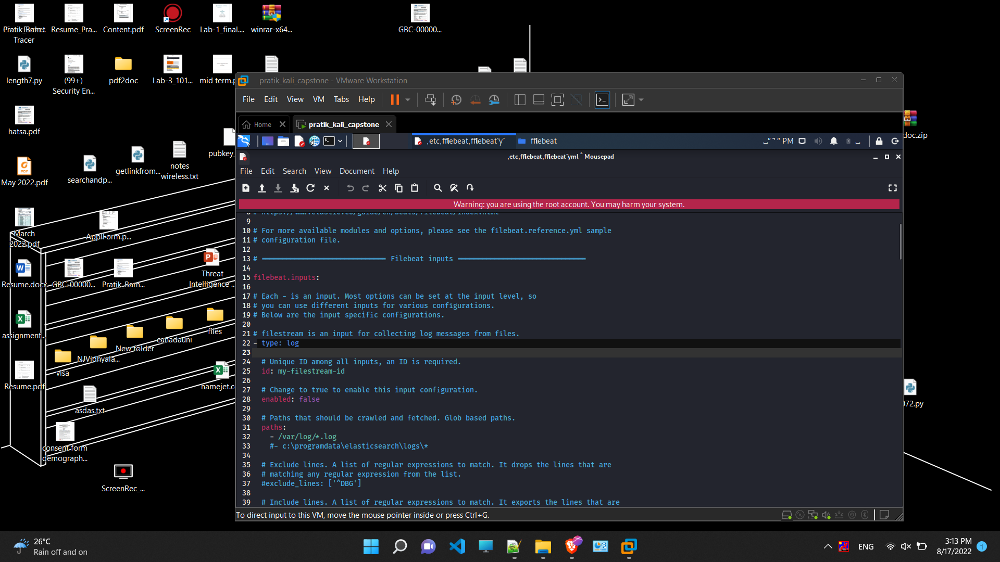 Tracer
Resume_Pra...
Content.pdf
ScreenRec
Lab-1_final....
winrar-x64...
GBC-00000...
length7.py
(99+)
Security En...
pdf2doc
Lab-3_101...
mid term.p
hatsa.pdf
pubkey_
doc.zip
May 2022.pdf
searchandp...
getlinkfrom...
notes
wireless.txt
March
2022.pdf
ApplForm.p...
Resume.docx
GBC-00000...
Pratik_Bam...
Threat
Intelligence ...
assignment...
files
canadauni
New folder
NJVidhyala...
visa
Resume.pdf
namejet.c
asdas.txt
072.py
consent form
demograph...
ScreenRec_...
pratik_kali_capstone - VMware Workstation
File Edit View VM Tabs Help
Home
pratik_kali_capstone
PM
File Edit Search View Document Help
Warning: you are using the root account. You may harm your system.
8 # https://www.elastic.co/guide/en/beats/filebeat/index.html
9
10 # For more available modules and options, please see the filebeat.reference.yml sample
11 # configuration file.
12
13 # ============================== Filebeat inputs ===============================
14
15 filebeat.inputs:
16
17 # Each - is an input. Most options can be set at the input level, so
18 # you can use different inputs for various configurations.
19 # Below are the input specific configurations.
20
21 # filestream is an input for collecting log messages from files.
22 - type: log
23
24   # Unique ID among all inputs, an ID is required.
25   id: my-filestream-id
26
27   # Change to true to enable this input configuration.
28   enabled: false
29
30   # Paths that should be crawled and fetched. Glob based paths.
31   paths:
32     - /var/log/*.log
33     #- c:\programdata\elasticsearch\logs\*
34
35   # Exclude lines. A list of regular expressions to match. It drops the lines that are
36   # matching any regular expression from the list.
37   #exclude_lines: ['^DBG']
38
39   # Include lines. A list of regular expressions to match. It exports the lines that are
To direct input to this VM, move the mouse pointer inside or press Ctrl+G.
26°C
Rain off and on
ENG
3:13 PM
8/17/2022
1